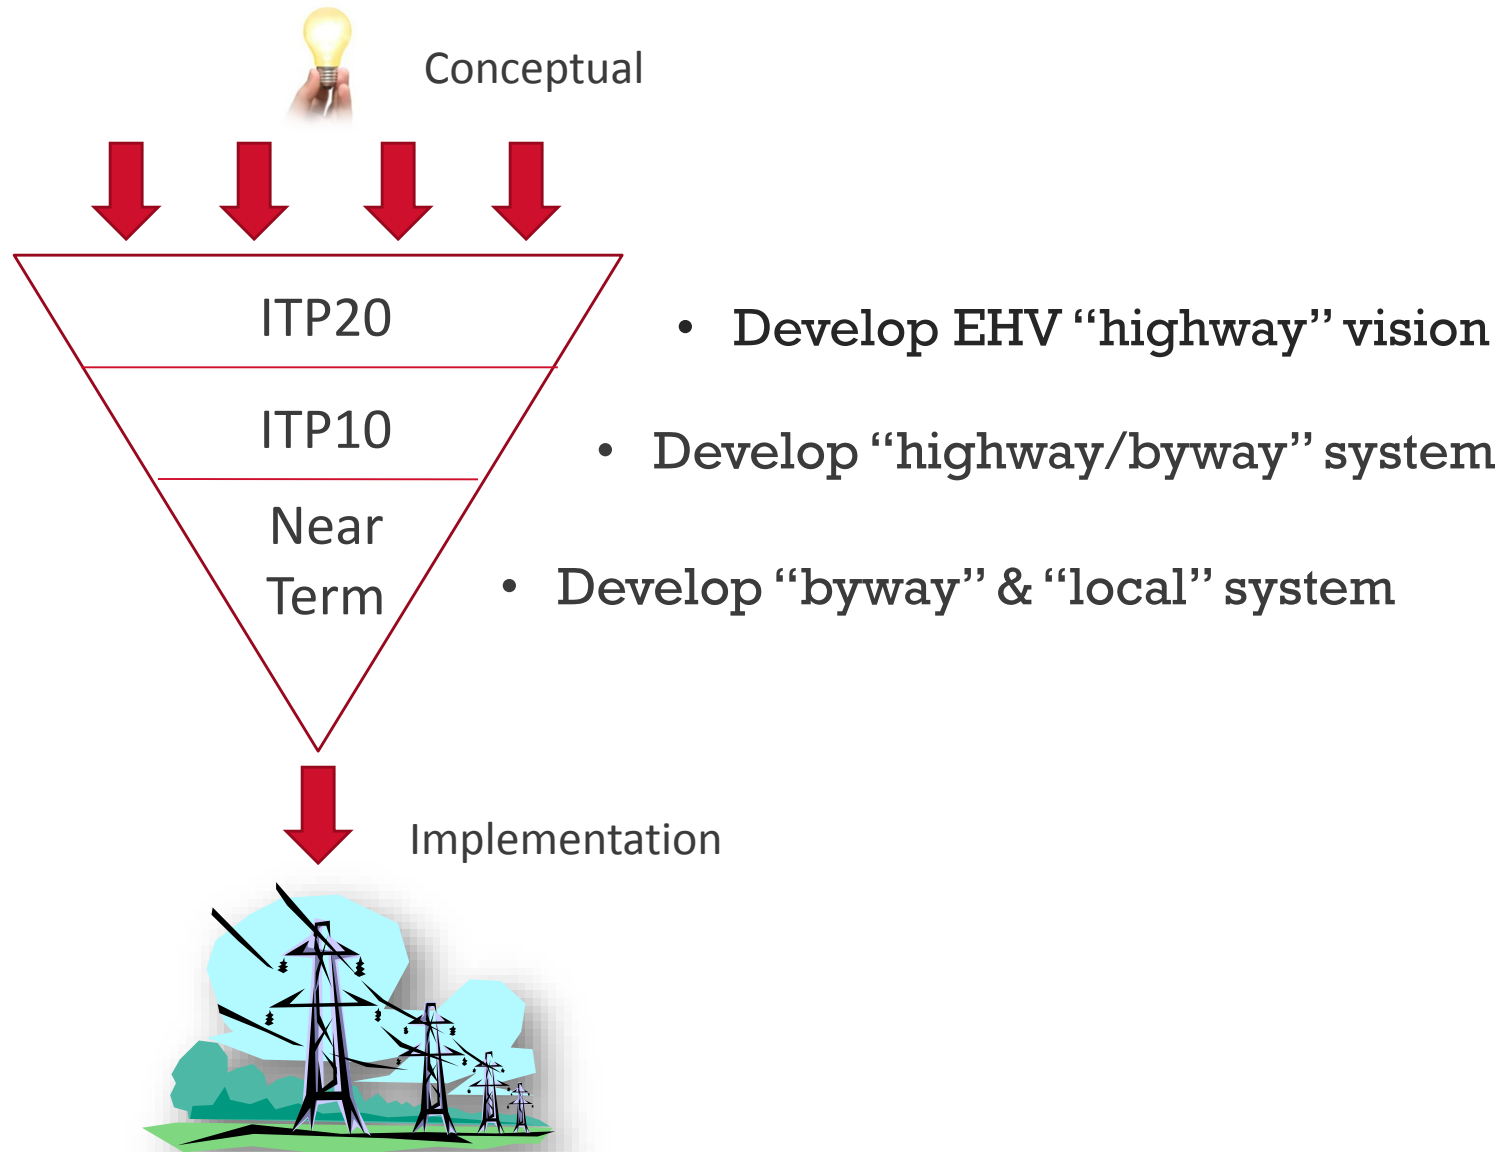 Conceptual
ITP20
• Develop EHV “highway” vision
ITP10
• Develop “highway/byway” system
Near
Term
• Develop “byway” & “local” system
Implementation